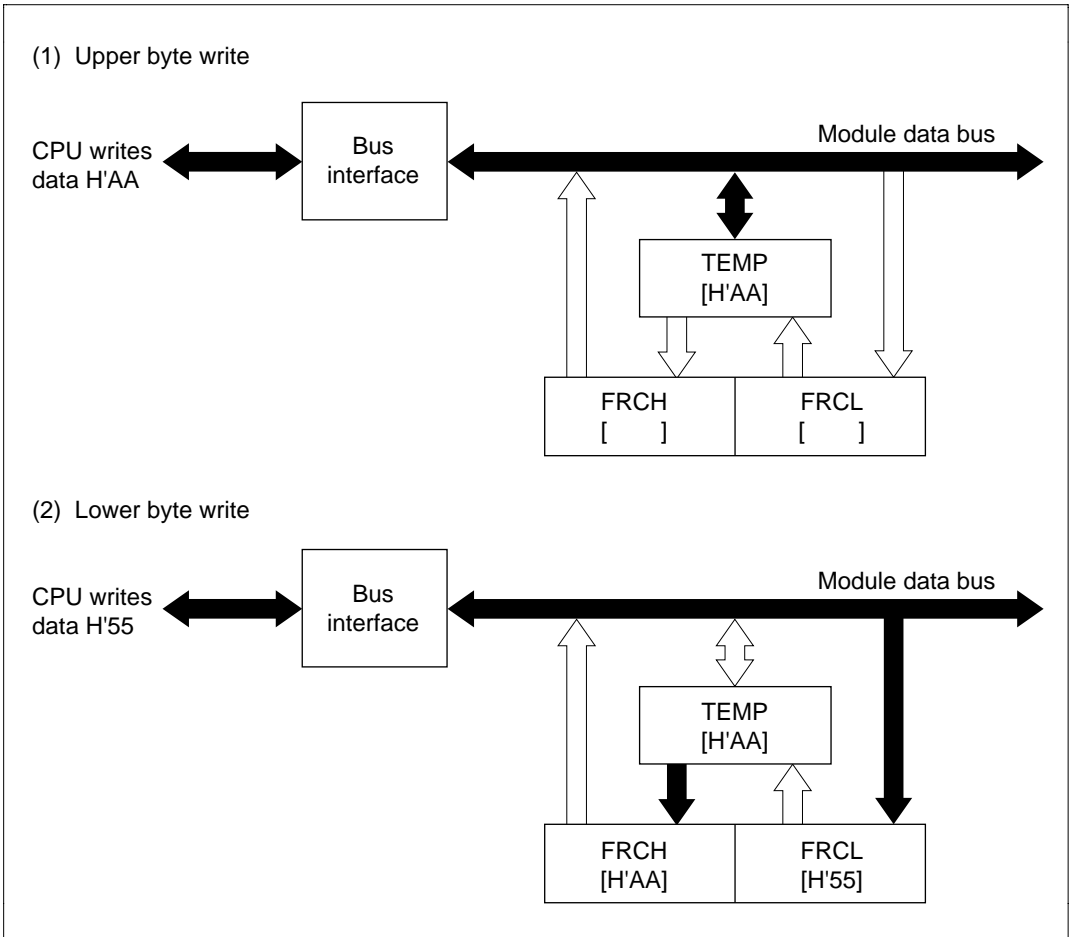 (1) Upper byte write
CPU writes
data H'AA
Bus
interface
Module data bus
TEMP
[H'AA]
FRCH
[ ]
FRCL
[ ]
(2) Lower byte write
CPU writes
data H'55
Bus
interface
Module data bus
TEMP
[H'AA]
FRCH
[H'AA]
FRCL
[H'55]